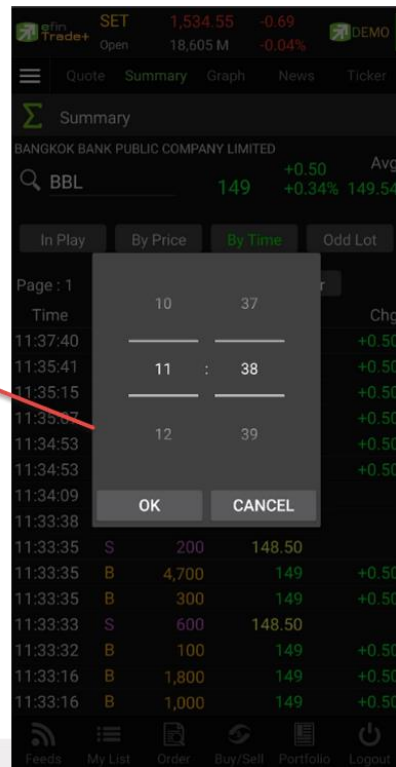 efin Trade+ SET 1,534.55 -0.69 DEMO
Open 18,605 M -0.04%
Quote Summary Graph News Ticker
Σ Summary
BANGKOK BANK PUBLIC COMPANY LIMITED
BBL 149 +0.50 +0.34% Avg 149.54
In Play By Price By Time Odd Lot
Page : 1
Time Chg
10 37
11 : 38
12 39
OK CANCEL
11:37:40 +0.50
11:35:41 +0.50
11:35:15 +0.50
11:35:07 +0.50
11:34:53 +0.50
11:34:53 +0.50
11:34:09
11:33:38
11:33:35 S 200 148.50
11:33:35 B 4,700 149 +0.50
11:33:35 B 300 149 +0.50
11:33:33 S 600 148.50
11:33:32 B 100 149 +0.50
11:33:16 B 1,800 149 +0.50
11:33:16 B 1,000 149 +0.50
Feeds My List Order Buy/Sell Portfolio Logout